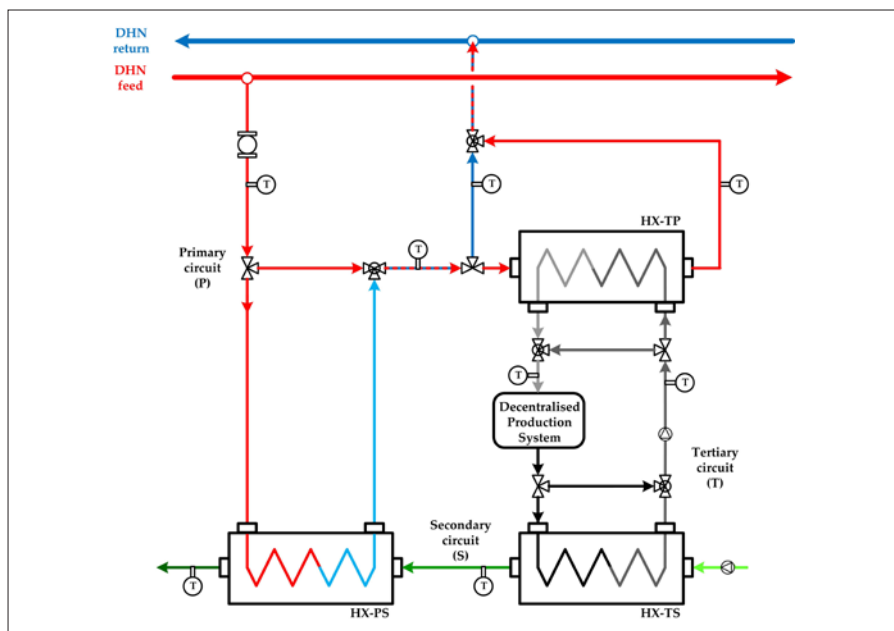 DHN
return
DHN
feed
T
T
T
HX-TP
Primary
circuit
(P)
T
T
Decentralised
Production
System
Tertiary
circuit
(T)
Secondary
circuit
(S)
T
T
HX-PS
HX-TS